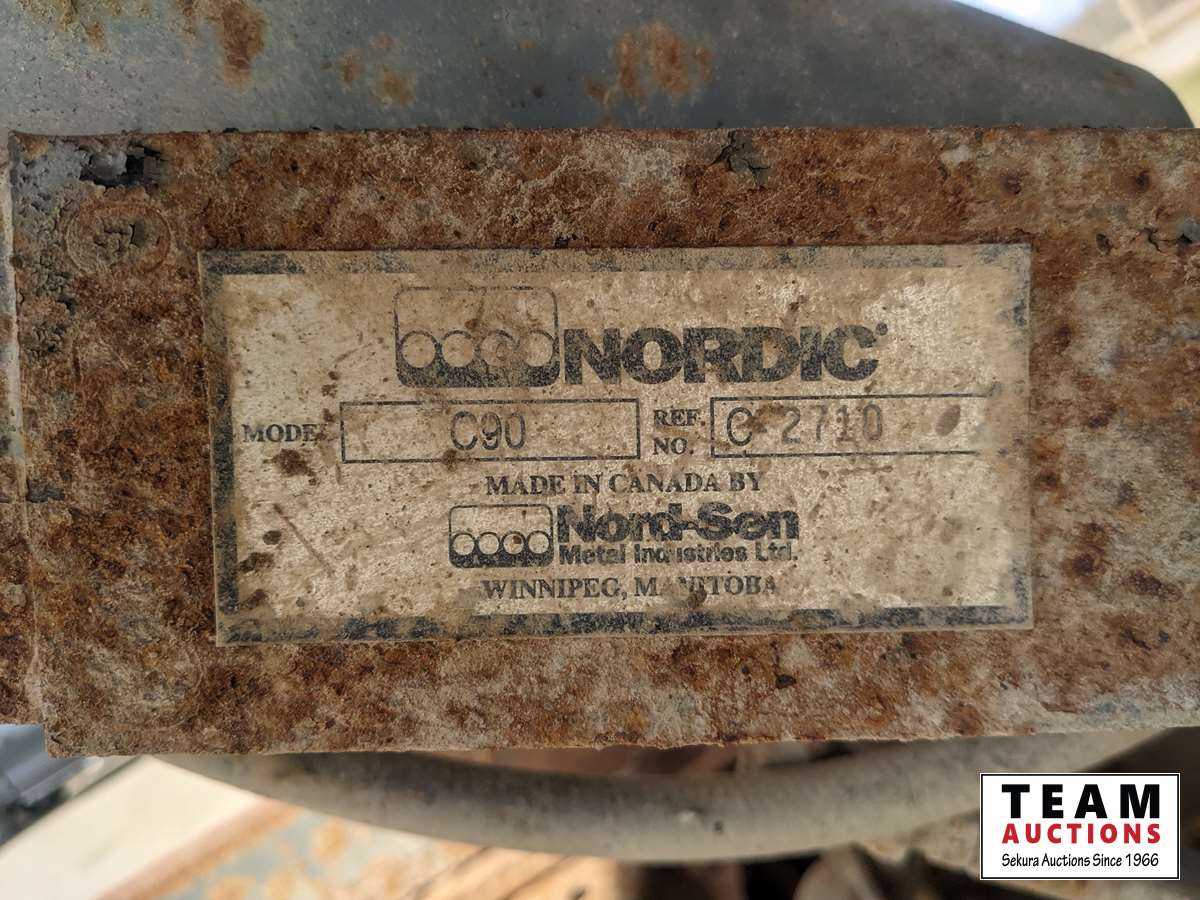 NORDIC
MODEL C90 REF. NO. C 2710
MADE IN CANADA BY
Nord-Sen
Metal Industries Ltd.
WINNIPEG, MANITOBA
TEAM
AUCTIONS
Sekura Auctions Since 1966